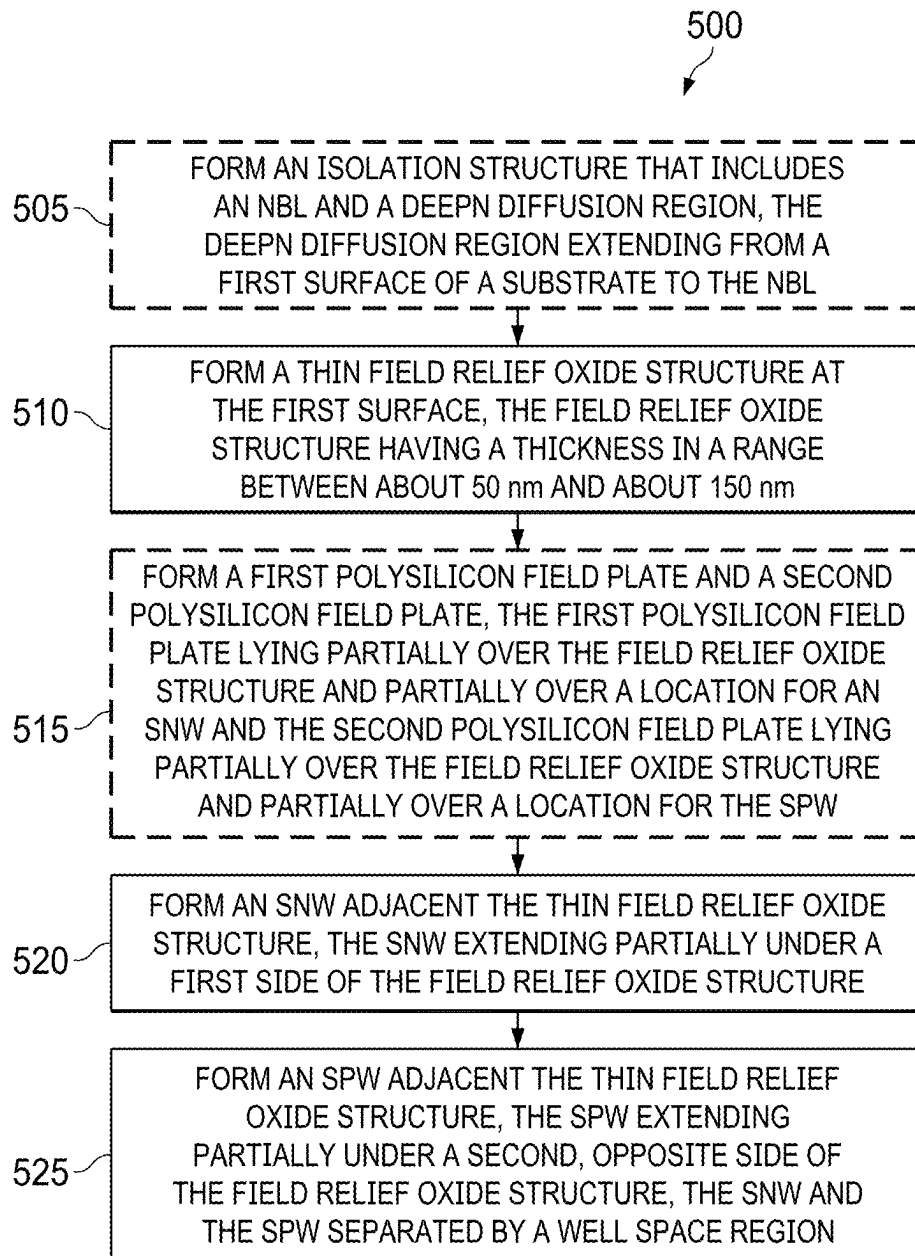 500
505
FORM AN ISOLATION STRUCTURE THAT INCLUDES
AN NBL AND A DEEPN DIFFUSION REGION, THE
DEEPN DIFFUSION REGION EXTENDING FROM A
FIRST SURFACE OF A SUBSTRATE TO THE NBL
510
FORM A THIN FIELD RELIEF OXIDE STRUCTURE AT
THE FIRST SURFACE, THE FIELD RELIEF OXIDE
STRUCTURE HAVING A THICKNESS IN A RANGE
BETWEEN ABOUT 50 nm AND ABOUT 150 nm
515
FORM A FIRST POLYSILICON FIELD PLATE AND A SECOND
POLYSILICON FIELD PLATE, THE FIRST POLYSILICON FIELD
PLATE LYING PARTIALLY OVER THE FIELD RELIEF OXIDE
STRUCTURE AND PARTIALLY OVER A LOCATION FOR AN
SNW AND THE SECOND POLYSILICON FIELD PLATE LYING
PARTIALLY OVER THE FIELD RELIEF OXIDE STRUCTURE
AND PARTIALLY OVER A LOCATION FOR THE SPW
520
FORM AN SNW ADJACENT THE THIN FIELD RELIEF OXIDE
STRUCTURE, THE SNW EXTENDING PARTIALLY UNDER A
FIRST SIDE OF THE FIELD RELIEF OXIDE STRUCTURE
525
FORM AN SPW ADJACENT THE THIN FIELD RELIEF
OXIDE STRUCTURE, THE SPW EXTENDING
PARTIALLY UNDER A SECOND, OPPOSITE SIDE OF
THE FIELD RELIEF OXIDE STRUCTURE, THE SNW AND
THE SPW SEPARATED BY A WELL SPACE REGION